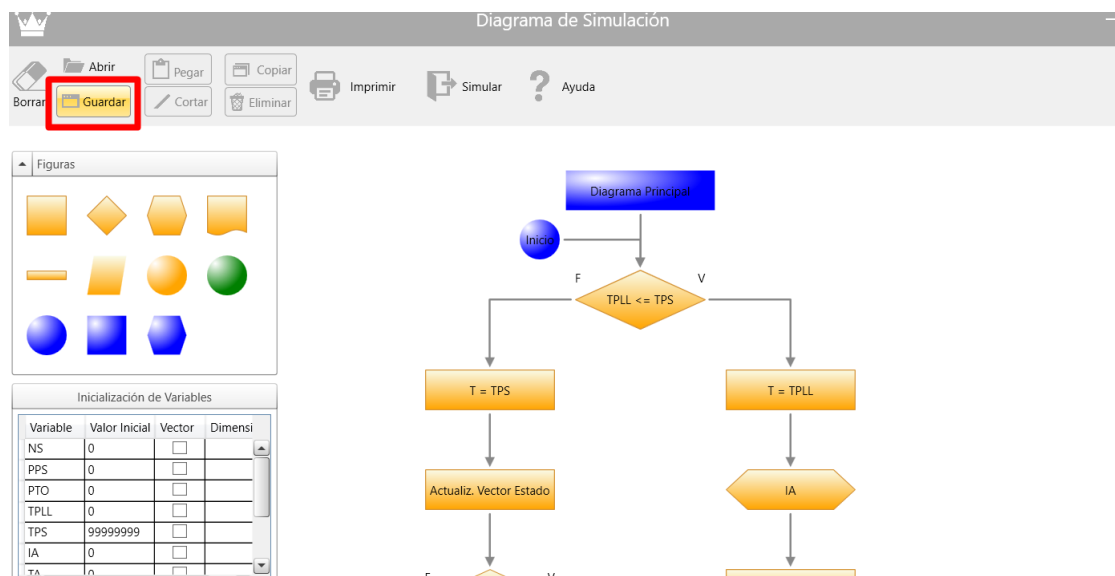 Diagrama de Simulación
Borrar
Abrir
Guardar
Pegar
Cortar
Copiar
Eliminar
Imprimir
Simular
? Ayuda
Figuras
Diagrama Principal
Inicio
F
V
TPLL <= TPS
T = TPS
T = TPLL
Inicialización de Variables
Variable Valor Inicial Vector Dimensi
NS 0
PPS 0
PTO 0
TPLL 0
TPS 99999999
IA 0
TA 0
Actualiz. Vector Estado
IA
F
V